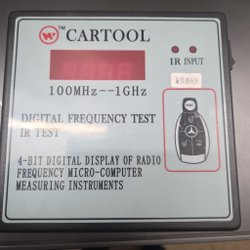 ™ CARTOOL
IR INPUT
100MHz--1GHz
DIGITAL FREQUENCY TEST
IR TEST
4-BIT DIGITAL DISPLAY OF RADIO
FREQUENCY MICRO-COMPUTER
MEASURING INSTRUMENTS